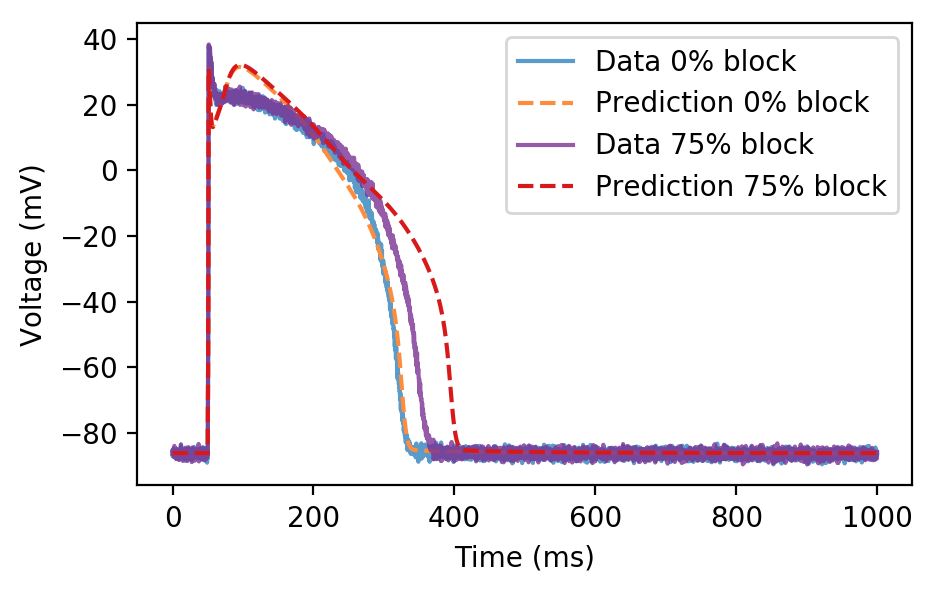 40
20
0
−20
−40
−60
−80
Voltage (mV)
Data 0% block
Prediction 0% block
Data 75% block
Prediction 75% block
0 200 400 600 800 1000
Time (ms)